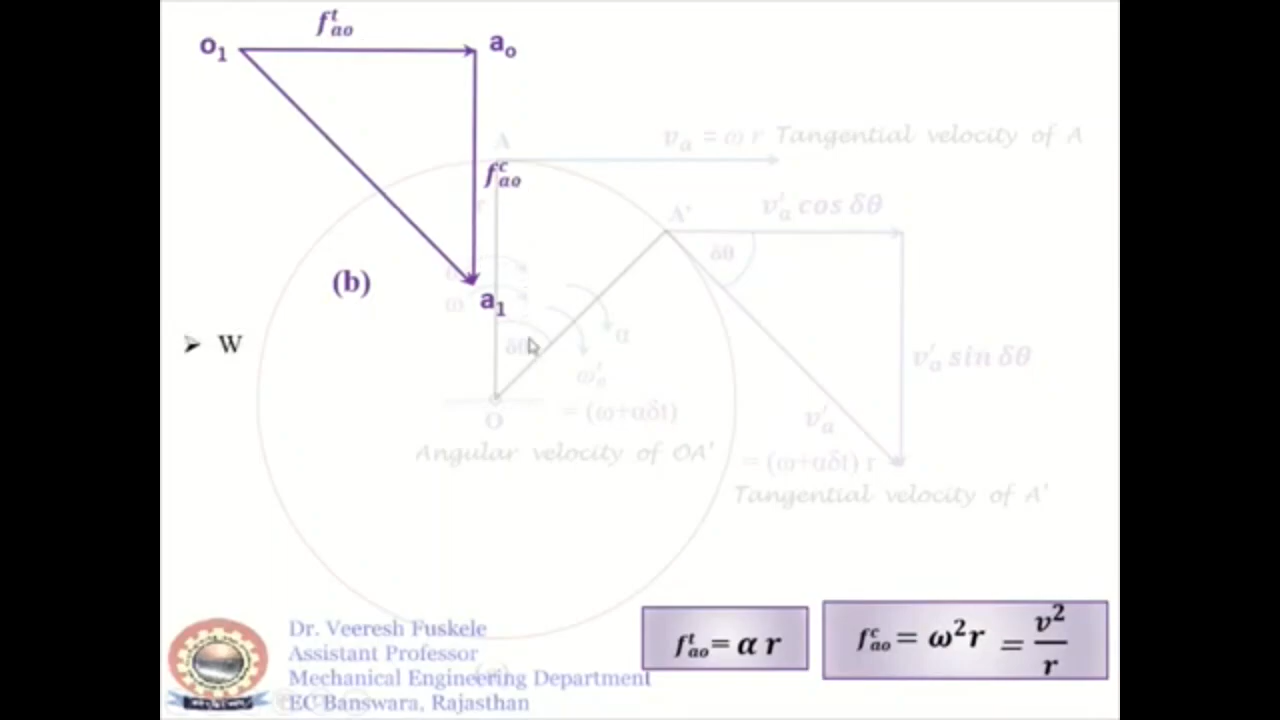 f^t_ao
o₁
aₒ
A
v_a = ω r Tangential velocity of A
f^c_ao
r
A'
v'_a cos δθ
δθ
(b)
a₁
ω
α
➢ W
δθ
v'_a sin δθ
ω'_a
= (ω+αδt)
O
v'_a
Angular velocity of OA'
= (ω+αδt) r
Tangential velocity of A'
Dr. Veeresh Fuskele
Assistant Professor
Mechanical Engineering Department
EC Banswara, Rajasthan
f^t_ao = α r
f^c_ao = ω²r = v²/r